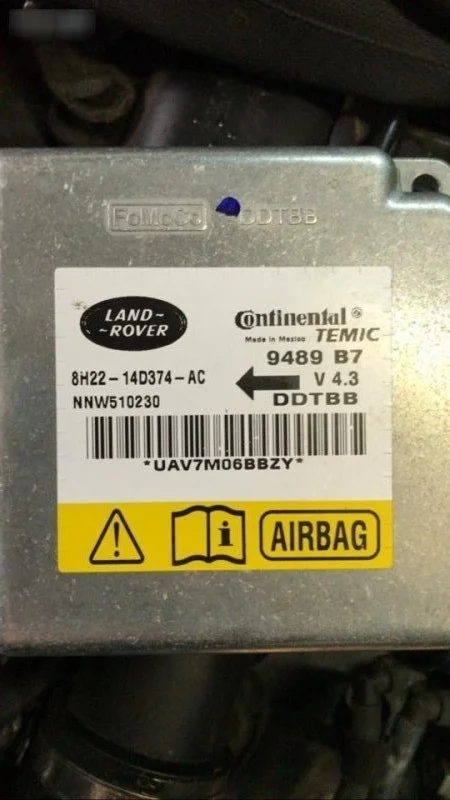 FoMoCo DDTBB
LAND~
~ROVER
Continental
Made in Mexico TEMIC
9489 B7
8H22-14D374-AC
V 4.3
NNW510230
DDTBB
*UAV7M06BBZY*
i AIRBAG